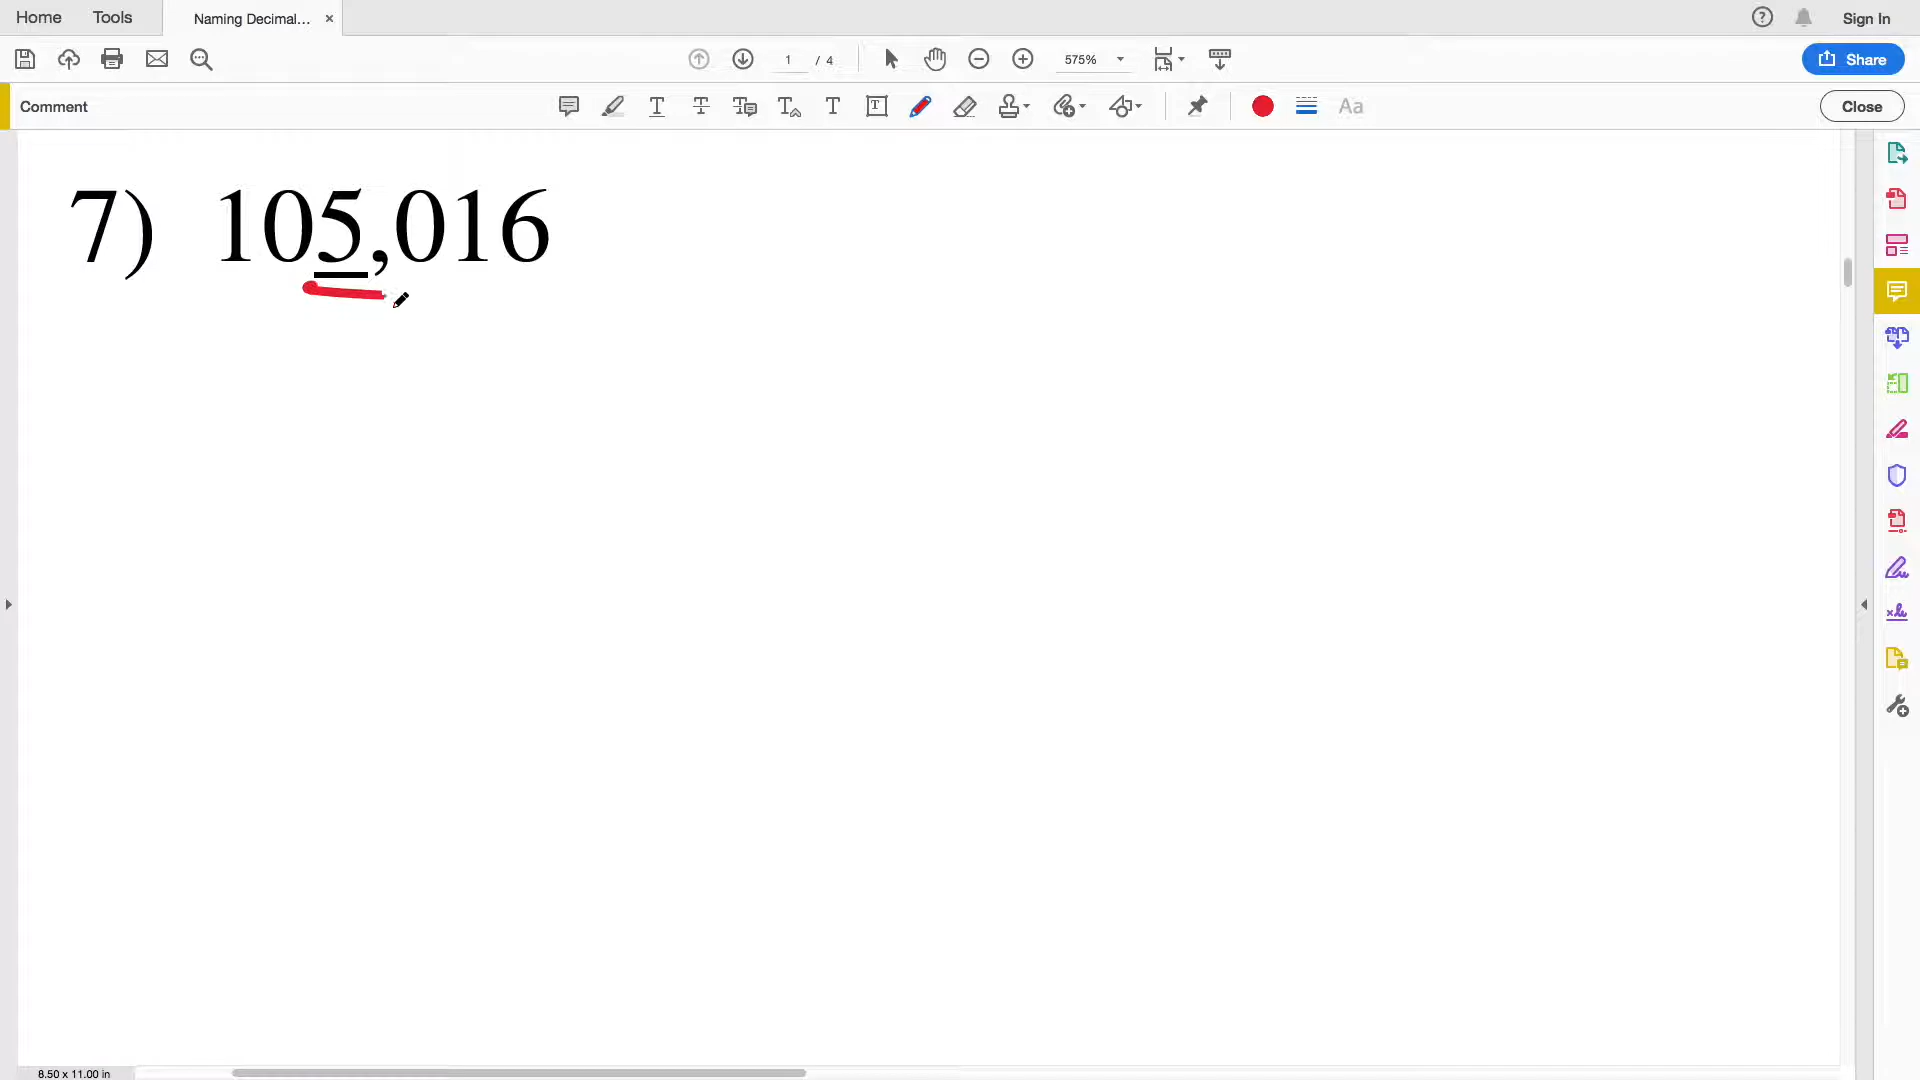 Home Tools Naming Decimal... × Sign In
1 / 4 575% Share
Comment Aa Close
7) 105,016
8.50 x 11.00 in